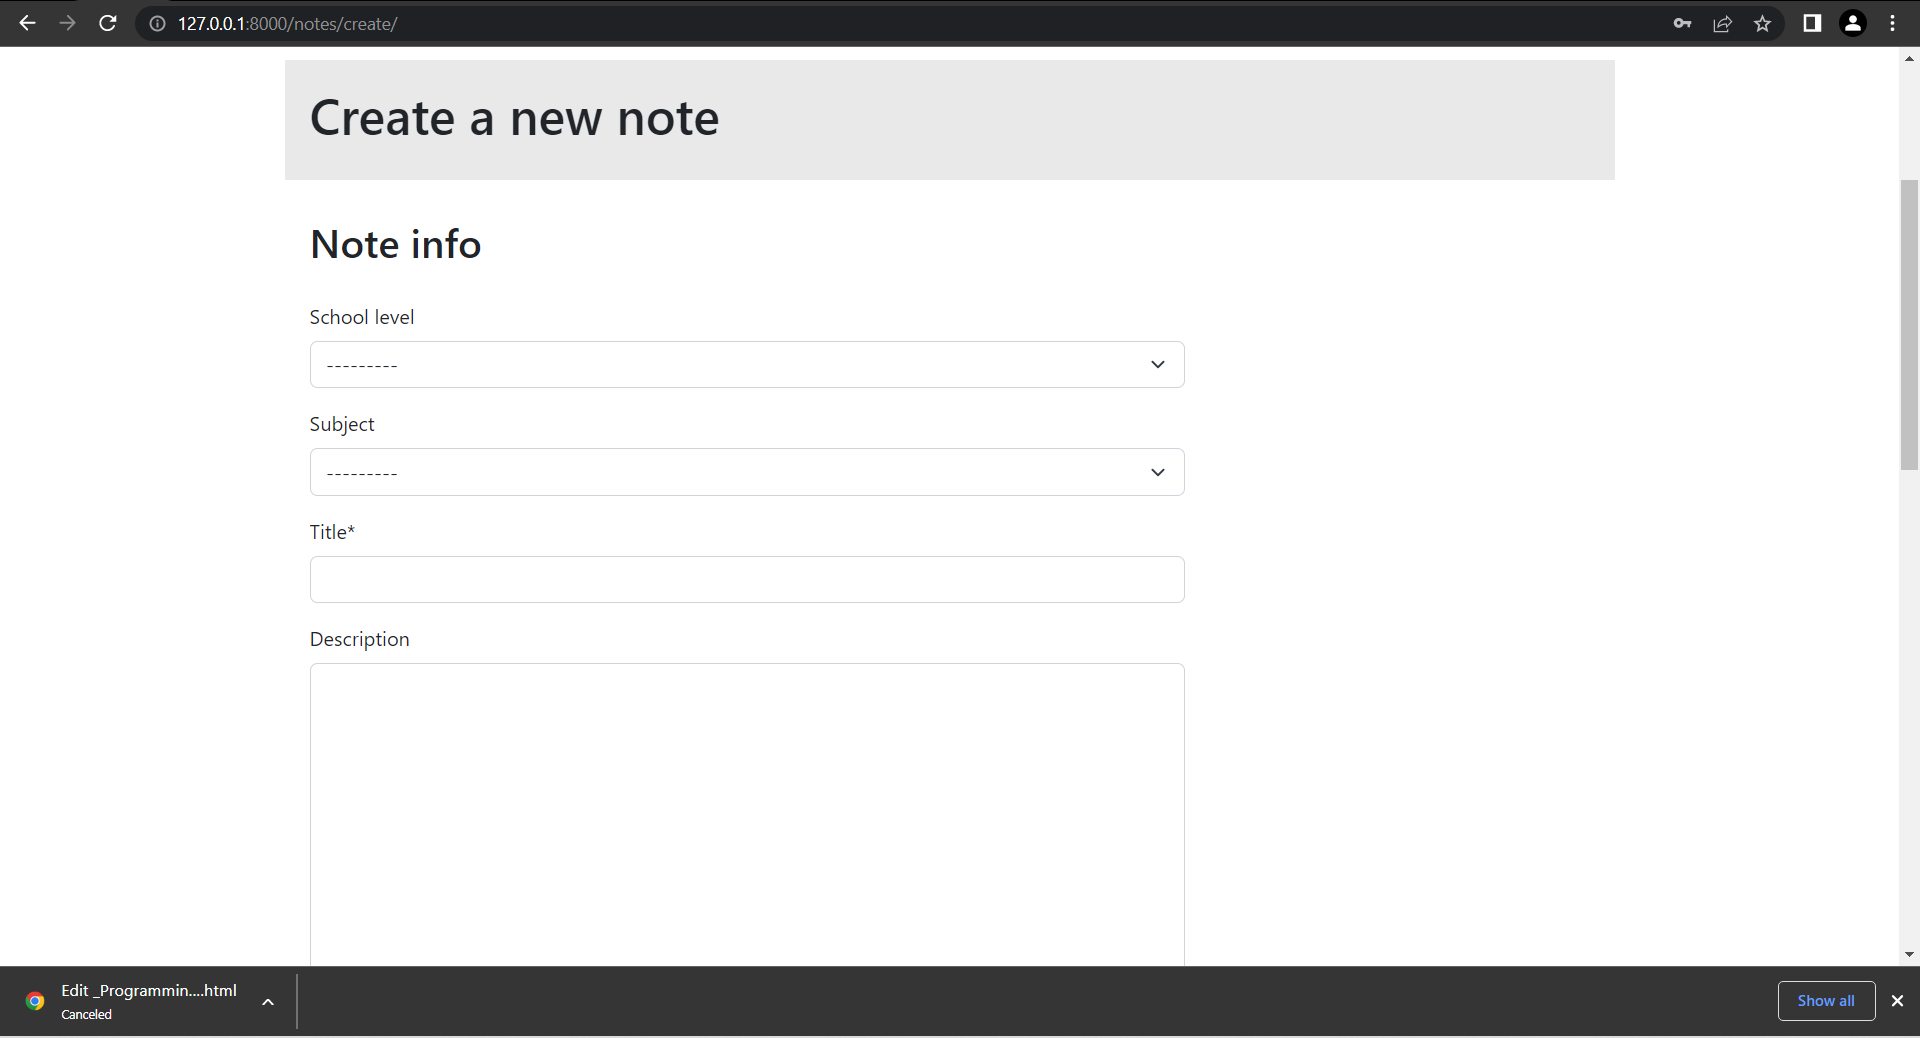 127.0.0.1:8000/notes/create/
Create a new note
Note info
School level
---------
Subject
---------
Title*
Description
Edit _Programmin....html
Canceled
Show all